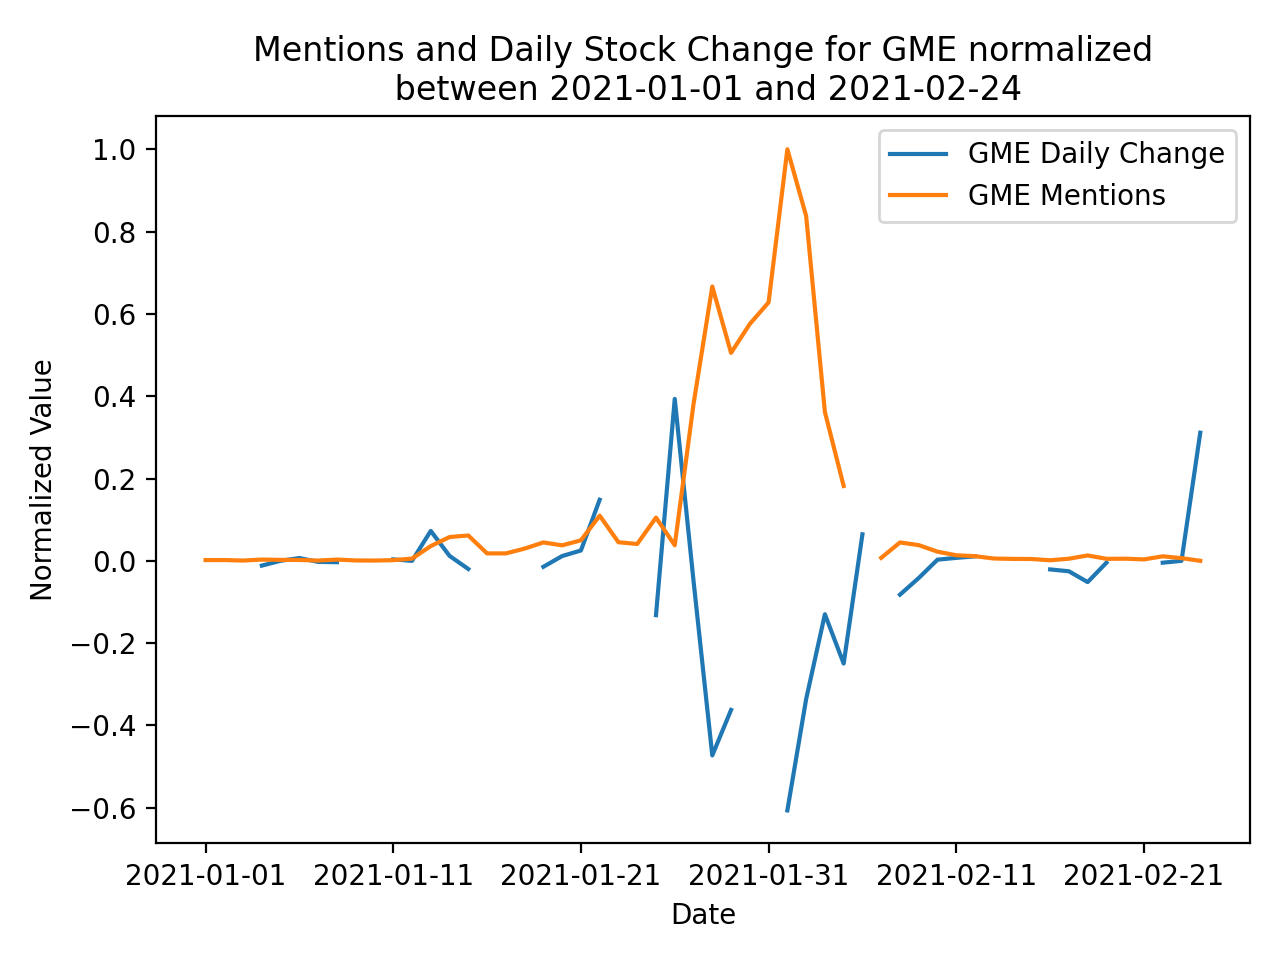 Mentions and Daily Stock Change for GME normalized
between 2021-01-01 and 2021-02-24
GME Daily Change
GME Mentions
Normalized Value
1.0
0.8
0.6
0.4
0.2
0.0
−0.2
−0.4
−0.6
2021-01-01 2021-01-11 2021-01-21 2021-01-31 2021-02-11 2021-02-21
Date